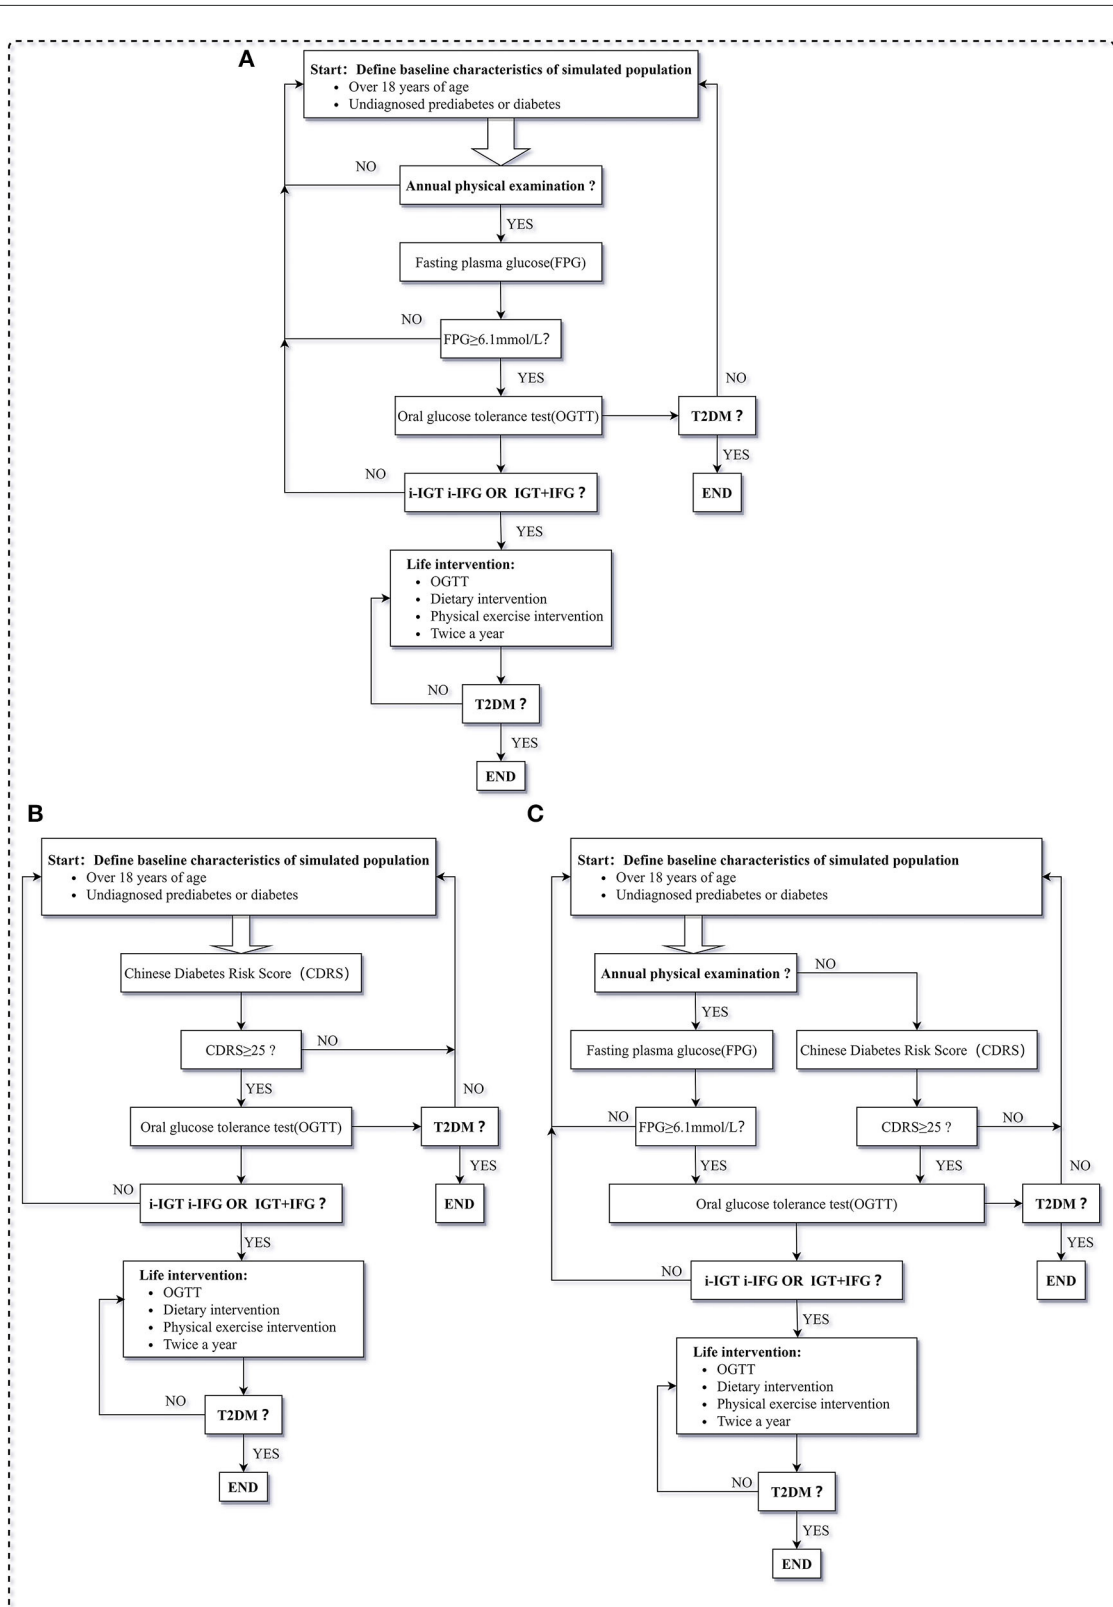 A
Start: Define baseline characteristics of simulated population
• Over 18 years of age
• Undiagnosed prediabetes or diabetes
NO
Annual physical examination ?
YES
Fasting plasma glucose(FPG)
NO
FPG≥6.1mmol/L?
YES
NO
Oral glucose tolerance test(OGTT)
T2DM ?
YES
NO
i-IGT i-IFG OR IGT+IFG ?
END
YES
Life intervention:
• OGTT
• Dietary intervention
• Physical exercise intervention
• Twice a year
NO
T2DM ?
YES
END
B
Start: Define baseline characteristics of simulated population
• Over 18 years of age
• Undiagnosed prediabetes or diabetes
Chinese Diabetes Risk Score（CDRS）
CDRS≥25 ?
NO
YES
NO
Oral glucose tolerance test(OGTT)
T2DM ?
YES
NO
i-IGT i-IFG OR IGT+IFG ?
END
YES
Life intervention:
• OGTT
• Dietary intervention
• Physical exercise intervention
• Twice a year
NO
T2DM ?
YES
END
C
Start: Define baseline characteristics of simulated population
• Over 18 years of age
• Undiagnosed prediabetes or diabetes
Annual physical examination ?
NO
YES
Fasting plasma glucose(FPG)
Chinese Diabetes Risk Score（CDRS）
NO
FPG≥6.1mmol/L?
CDRS≥25 ?
NO
YES
YES
NO
Oral glucose tolerance test(OGTT)
T2DM ?
YES
NO
i-IGT i-IFG OR IGT+IFG ?
END
YES
Life intervention:
• OGTT
• Dietary intervention
• Physical exercise intervention
• Twice a year
NO
T2DM ?
YES
END